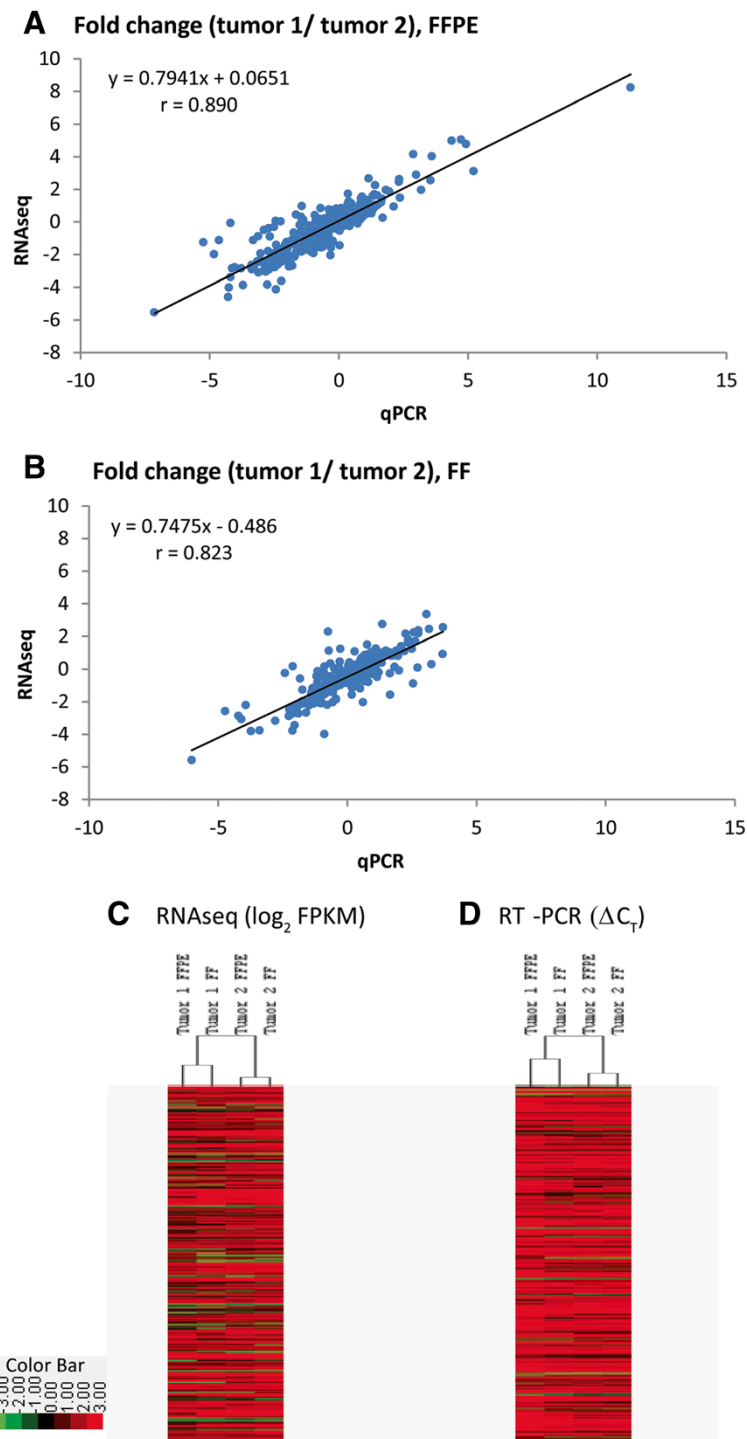 A Fold change (tumor 1/ tumor 2), FFPE
y = 0.7941x + 0.0651
r = 0.890
10
8
6
4
2
0
-2
-4
-6
-8
RNAseq
-10 -5 0 5 10 15
qPCR
B Fold change (tumor 1/ tumor 2), FF
y = 0.7475x - 0.486
r = 0.823
10
8
6
4
2
0
-2
-4
-6
-8
RNAseq
-10 -5 0 5 10 15
qPCR
C RNAseq (log2 FPKM)
D RT -PCR (ΔCT)
Tumor 1 FFPE
Tumor 1 FF
Tumor 2 FFPE
Tumor 2 FF
Tumor 1 FFPE
Tumor 1 FF
Tumor 2 FFPE
Tumor 2 FF
Color Bar
-3.00
2.00
-1.00
0.00
1.00
2.00
3.00